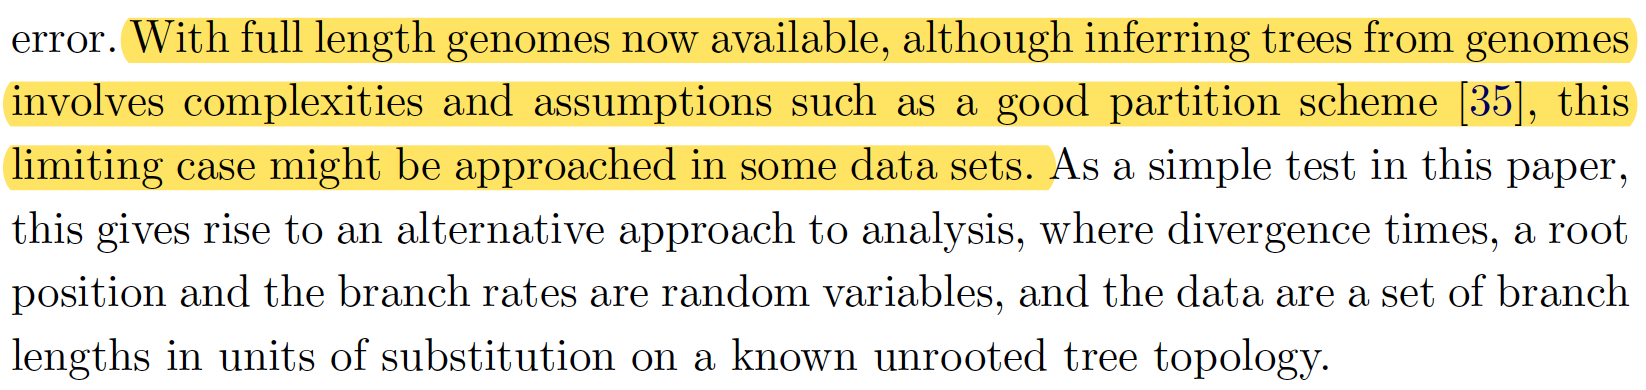 error. With full length genomes now available, although inferring trees from genomes
involves complexities and assumptions such as a good partition scheme [35], this
limiting case might be approached in some data sets. As a simple test in this paper,
this gives rise to an alternative approach to analysis, where divergence times, a root
position and the branch rates are random variables, and the data are a set of branch
lengths in units of substitution on a known unrooted tree topology.